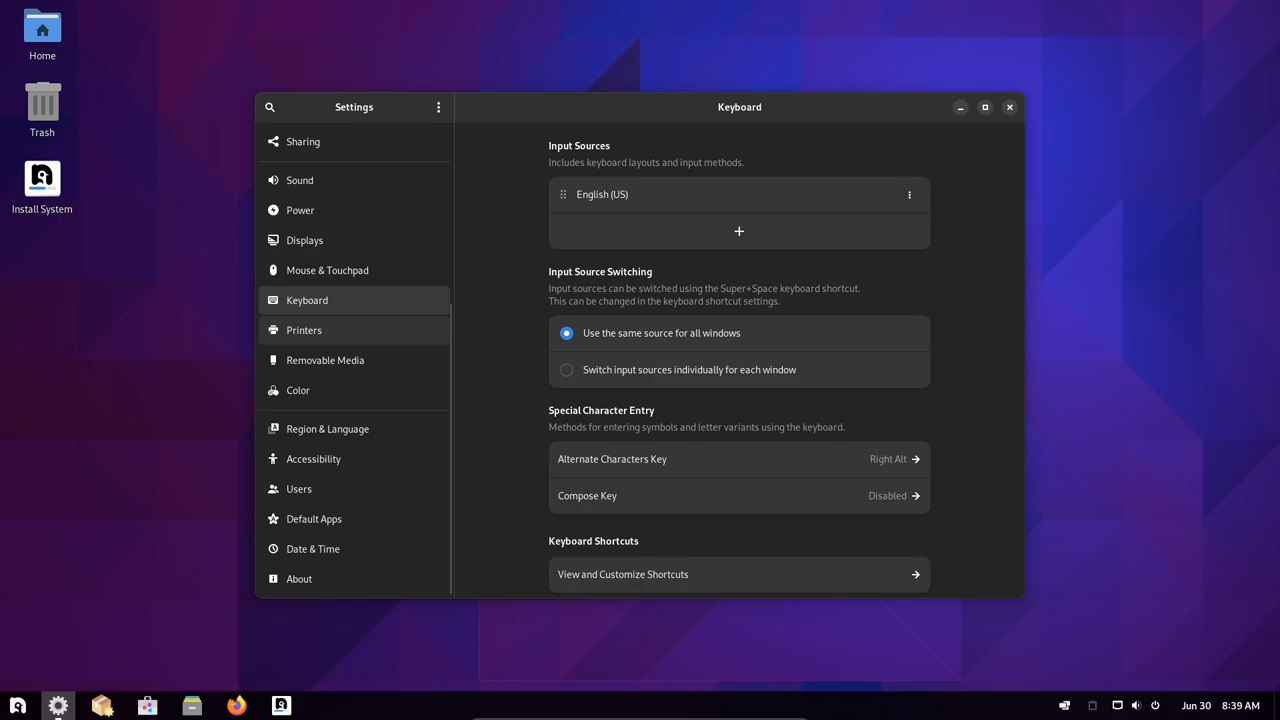 Home
Trash
Install System
Settings
Sharing
Sound
Power
Displays
Mouse & Touchpad
Keyboard
Printers
Removable Media
Color
Region & Language
Accessibility
Users
Default Apps
Date & Time
About
Keyboard
Input Sources
Includes keyboard layouts and input methods.
English (US)
Input Source Switching
Input sources can be switched using the Super+Space keyboard shortcut.
This can be changed in the keyboard shortcut settings.
Use the same source for all windows
Switch input sources individually for each window
Special Character Entry
Methods for entering symbols and letter variants using the keyboard.
Alternate Characters Key Right Alt
Compose Key Disabled
Keyboard Shortcuts
View and Customize Shortcuts
Jun 30 8:39 AM